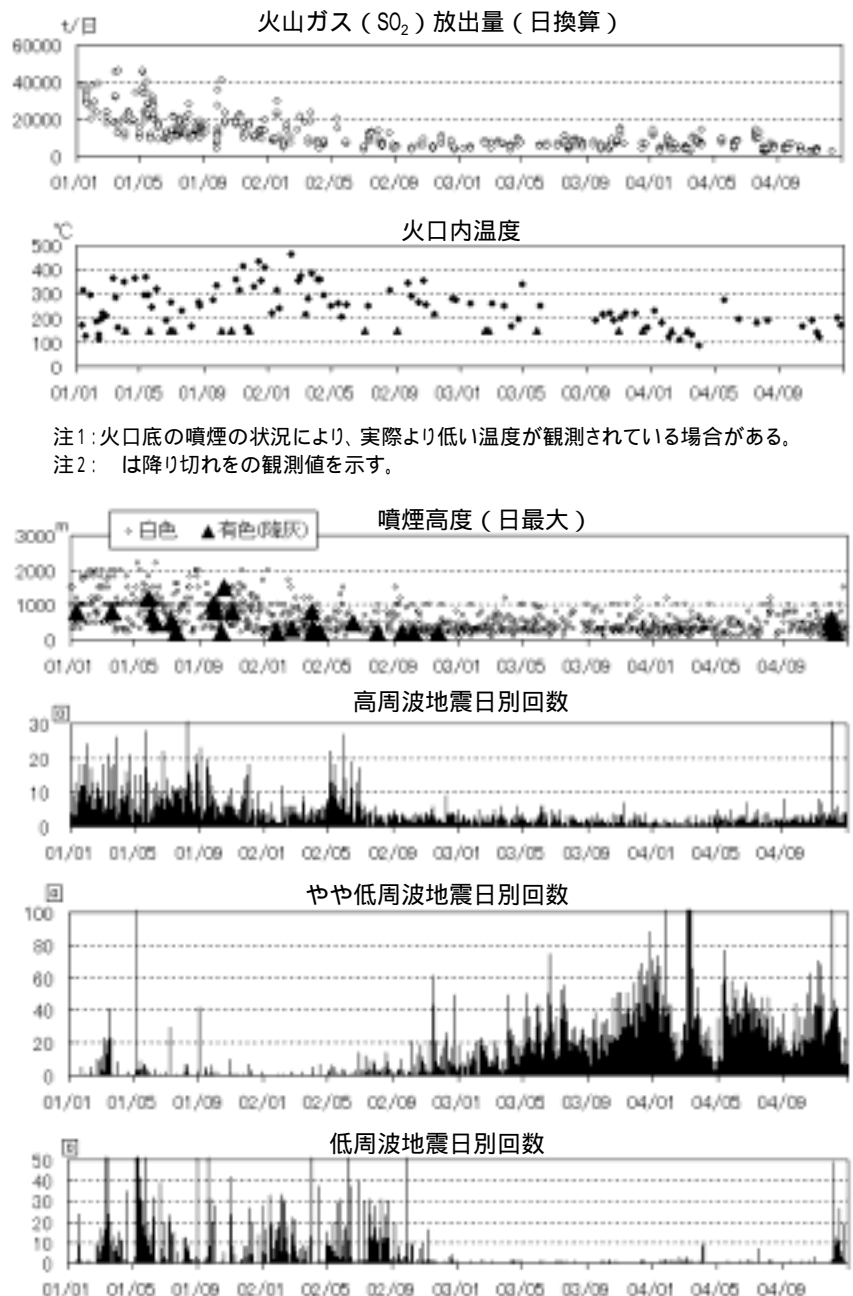 火山ガス(SO₂)放出量(日換算)
t/日
60000
40000
20000
0
01/01 01/05 01/09 02/01 02/05 02/09 03/01 03/05 03/09 04/01 04/05 04/09
火口内温度
℃
500
400
300
200
100
0
01/01 01/05 01/09 02/01 02/05 02/09 03/01 03/05 03/09 04/01 04/05 04/09
注1:火口底の噴煙の状況により、実際より低い温度が観測されている場合がある。
注2: は降り切れをの観測値を示す。
噴煙高度(日最大)
白色 ▲有色(降灰)
m
3000
2000
1000
0
01/01 01/05 01/09 02/01 02/05 02/09 03/01 03/05 03/09 04/01 04/05 04/09
高周波地震日別回数
回
30
20
10
0
01/01 01/05 01/09 02/01 02/05 02/09 03/01 03/05 03/09 04/01 04/05 04/09
やや低周波地震日別回数
回
100
80
60
40
20
0
01/01 01/05 01/09 02/01 02/05 02/09 03/01 03/05 03/09 04/01 04/05 04/09
低周波地震日別回数
回
50
40
30
20
10
0
01/01 01/05 01/09 02/01 02/05 02/09 03/01 03/05 03/09 04/01 04/05 04/09